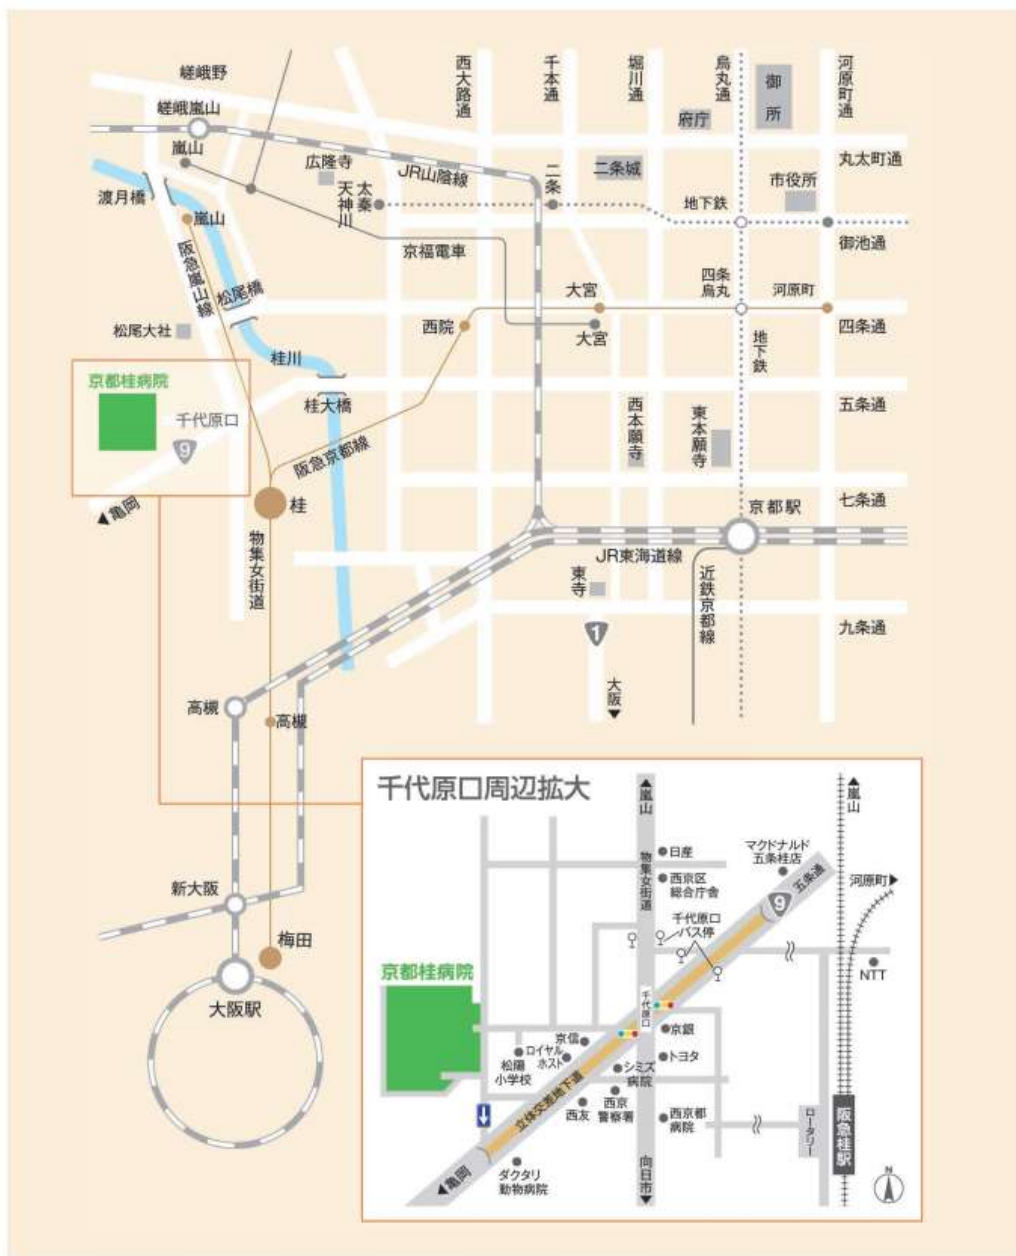 嵯峨野
嵯峨嵐山
嵐山
渡月橋
嵐山
阪急嵐山線
松尾橋
松尾大社
桂川
桂大橋
広隆寺
太秦
天神川
JR山陰線
京福電車
西大路通
千本通
堀川通
烏丸通
河原町通
府庁
御所
丸太町通
二条
二条城
市役所
地下鉄
御池通
四条
烏丸
河原町
大宮
大宮
西院
四条通
地下鉄
五条通
西本願寺
東本願寺
七条通
京都駅
JR東海道線
近鉄京都線
東寺
九条通
1
大阪▼
京都桂病院
千代原口
9
◀亀岡
阪急京都線
桂
物集女街道
高槻
高槻
新大阪
梅田
大阪駅
千代原口周辺拡大
▲嵐山
物集女街道
日産
西京区
総合庁舎
マクドナルド
五条桂店
五条通
9
▲嵐山
河原町▶
千代原口
バス停
NTT
京都桂病院
千代原口
京銀
トヨタ
京信
ロイヤル
ホスト
松陽
小学校
シミズ
病院
西京
警察署
西友
立体交差地下道
西京都
病院
ロータリー
阪急桂駅
ダクタリ
動物病院
◀亀岡
向日市▼
N